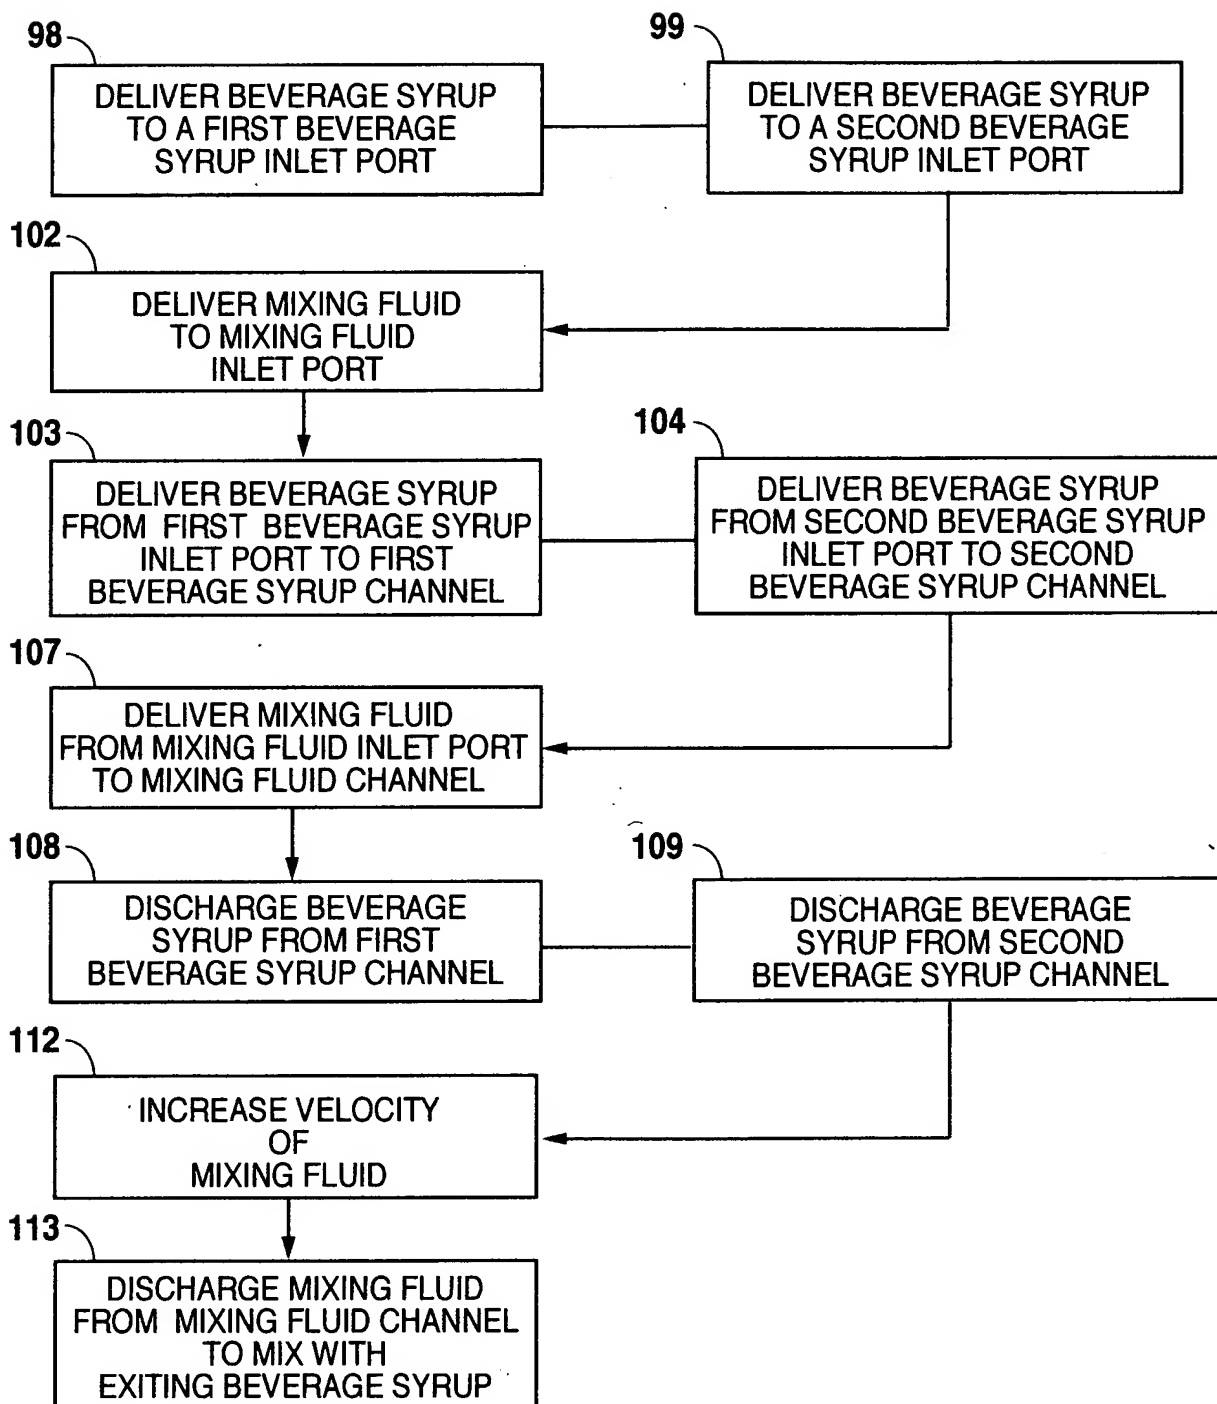 98
DELIVER BEVERAGE SYRUP
TO A FIRST BEVERAGE
SYRUP INLET PORT
99
DELIVER BEVERAGE SYRUP
TO A SECOND BEVERAGE
SYRUP INLET PORT
102
DELIVER MIXING FLUID
TO MIXING FLUID
INLET PORT
103
DELIVER BEVERAGE SYRUP
FROM FIRST BEVERAGE SYRUP
INLET PORT TO FIRST
BEVERAGE SYRUP CHANNEL
104
DELIVER BEVERAGE SYRUP
FROM SECOND BEVERAGE SYRUP
INLET PORT TO SECOND
BEVERAGE SYRUP CHANNEL
107
DELIVER MIXING FLUID
FROM MIXING FLUID INLET PORT
TO MIXING FLUID CHANNEL
108
DISCHARGE BEVERAGE
SYRUP FROM FIRST
BEVERAGE SYRUP CHANNEL
109
DISCHARGE BEVERAGE
SYRUP FROM SECOND
BEVERAGE SYRUP CHANNEL
112
INCREASE VELOCITY
OF
MIXING FLUID
113
DISCHARGE MIXING FLUID
FROM MIXING FLUID CHANNEL
TO MIX WITH
EXITING BEVERAGE SYRUP